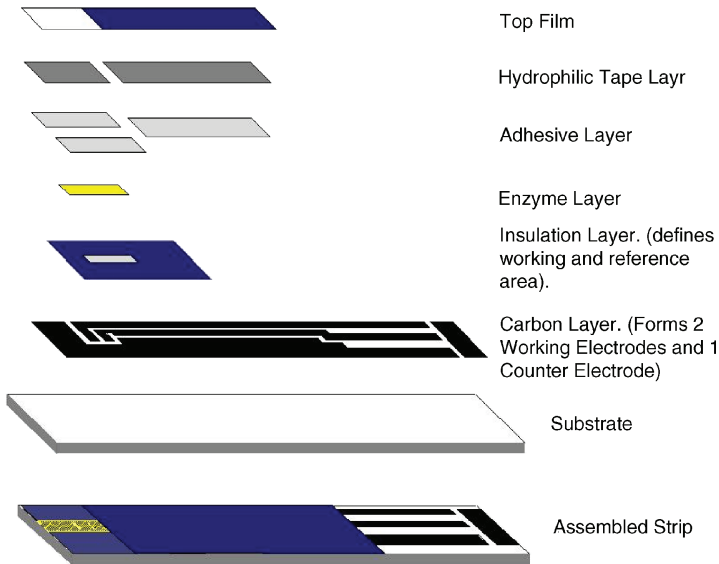 Top Film
Hydrophilic Tape Layr
Adhesive Layer
Enzyme Layer
Insulation Layer. (defines
working and reference
area).
Carbon Layer. (Forms 2
Working Electrodes and 1
Counter Electrode)
Substrate
Assembled Strip